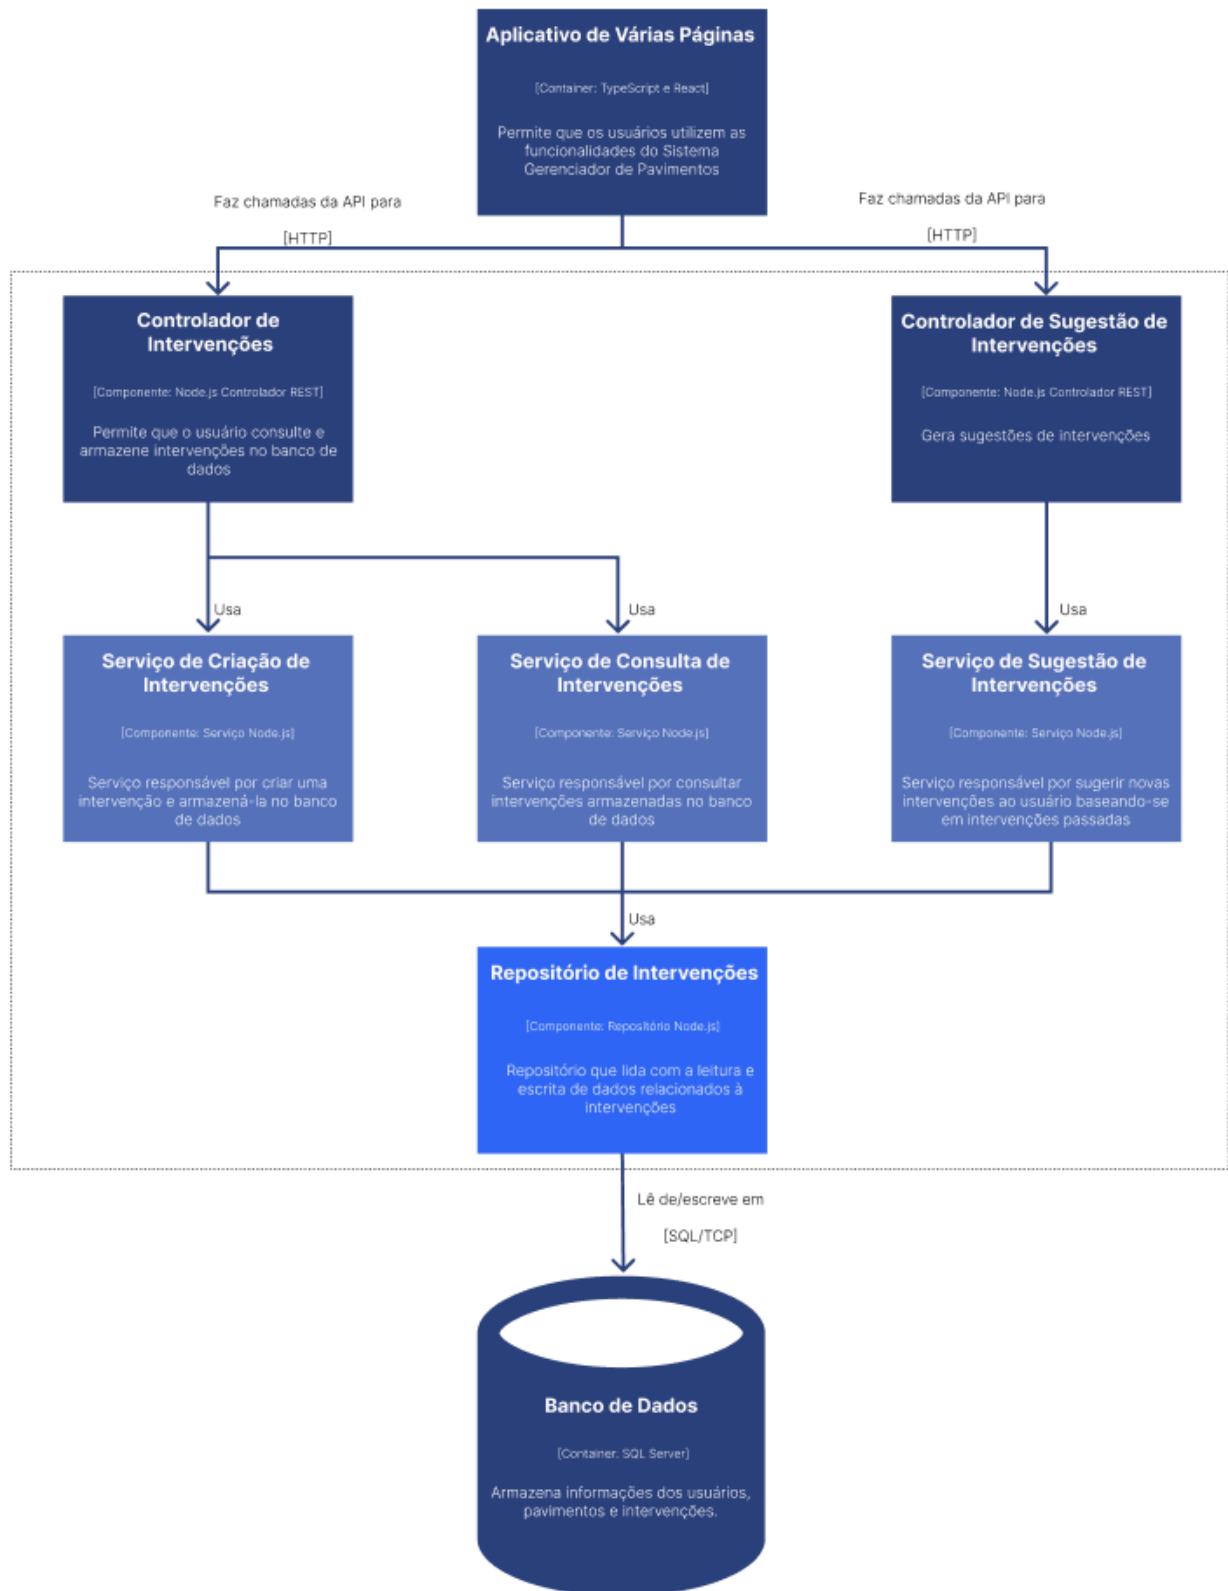 Aplicativo de Várias Páginas
[Container: TypeScript e React]
Permite que os usuários utilizem as
funcionalidades do Sistema
Gerenciador de Pavimentos
Faz chamadas da API para
[HTTP]
Faz chamadas da API para
[HTTP]
Controlador de
Intervenções
[Componente: Node.js Controlador REST]
Permite que o usuário consulte e
armazene intervenções no banco de
dados
Controlador de Sugestão de
Intervenções
[Componente: Node.js Controlador REST]
Gera sugestões de intervenções
Usa
Usa
Usa
Serviço de Criação de
Intervenções
[Componente: Serviço Node.js]
Serviço responsável por criar uma
intervenção e armazená-la no banco
de dados
Serviço de Consulta de
Intervenções
[Componente: Serviço Node.js]
Serviço responsável por consultar
intervenções armazenadas no banco
de dados
Serviço de Sugestão de
Intervenções
[Componente: Serviço Node.js]
Serviço responsável por sugerir novas
intervenções ao usuário baseando-se
em intervenções passadas
Usa
Repositório de Intervenções
[Componente: Repositório Node.js]
Repositório que lida com a leitura e
escrita de dados relacionados à
intervenções
Lê de/escreve em
[SQL/TCP]
Banco de Dados
[Container: SQL Server]
Armazena informações dos usuários,
pavimentos e intervenções.